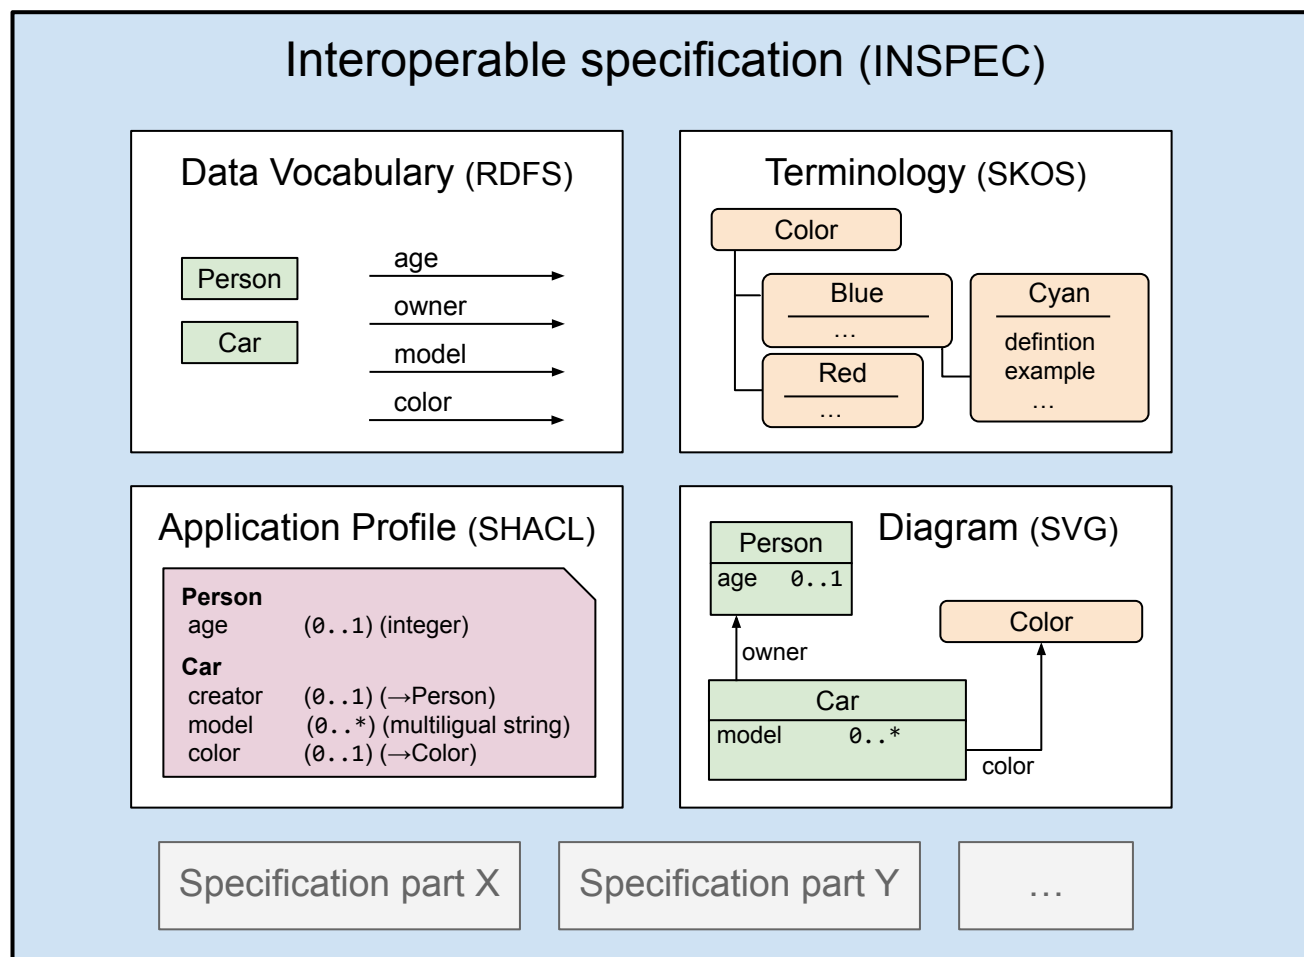 Interoperable specification (INSPEC)
Data Vocabulary (RDFS)
Person
Car
age
owner
model
color
Terminology (SKOS)
Color
Blue
…
Red
…
Cyan
defintion
example
…
Application Profile (SHACL)
Person
age (0..1) (integer)
Car
creator (0..1) (→Person)
model (0..*) (multiligual string)
color (0..1) (→Color)
Diagram (SVG)
Person
age 0..1
owner
Color
Car
model 0..*
color
Specification part X
Specification part Y
…